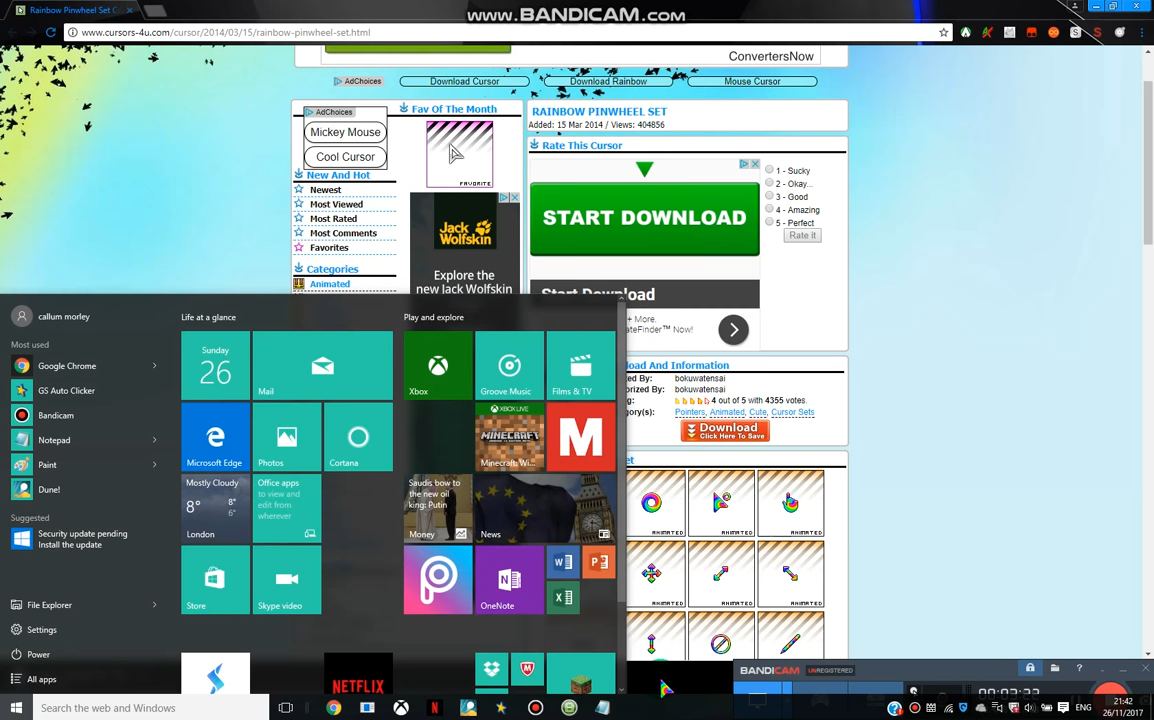 Rainbow Pinwheel Set C
www.BANDICAM.com
www.cursors-4u.com/cursor/2014/03/15/rainbow-pinwheel-set.html
ConvertersNow
AdChoices
Download Cursor
Download Rainbow
Mouse Cursor
AdChoices
Mickey Mouse
Cool Cursor
New And Hot
Newest
Most Viewed
Most Rated
Most Comments
Favorites
Categories
Animated
Fav Of The Month
FAVORITE
Jack Wolfskin
Explore the
new Jack Wolfskin
RAINBOW PINWHEEL SET
Added: 15 Mar 2014 / Views: 404856
Rate This Cursor
START DOWNLOAD
Start Download
+ More.
ateFinder™ Now!
1 - Sucky
2 - Okay...
3 - Good
4 - Amazing
5 - Perfect
Rate it
load And Information
ed By: bokuwatensai
orized By: bokuwatensai
4 out of 5 with 4355 votes.
gory(s): Pointers, Animated, Cute, Cursor Sets
Download
Click Here To Save
et
ANIMATED
ANIMATED
ANIMATED
ANIMATED
ANIMATED
ANIMATED
callum morley
Most used
Google Chrome
GS Auto Clicker
Bandicam
Notepad
Paint
Dune!
Suggested
Security update pending
Install the update
File Explorer
Settings
Power
All apps
Life at a glance
Sunday
26
Mail
Microsoft Edge
Photos
Cortana
Mostly Cloudy
8°
8°
6°
London
Office apps
to view and
edit from
wherever
Store
Skype video
NETFLIX
Play and explore
Xbox
Groove Music
Films & TV
XBOX LIVE
MINECRAFT
Minecraft: Wi...
M
Saudis bow to
the new oil
king: Putin
Money
News
OneNote
BANDICAM
UNREGISTERED
00:03:22
Search the web and Windows
ENG
21:42
26/11/2017